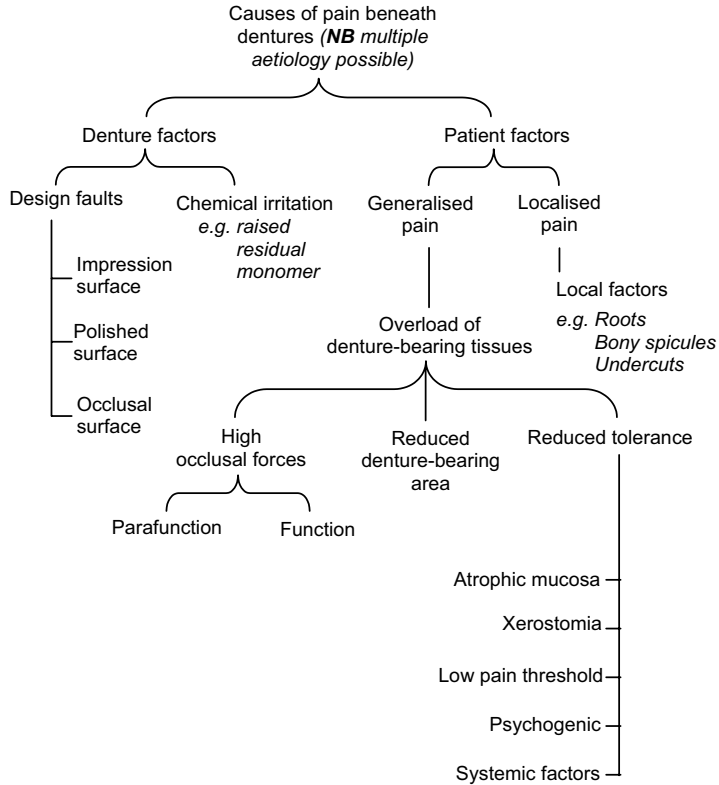 Causes of pain beneath
dentures (NB multiple
aetiology possible)
Denture factors
Patient factors
Design faults
Chemical irritation
e.g. raised
residual
monomer
Generalised
pain
Localised
pain
Impression
surface
Polished
surface
Occlusal
surface
Local factors
e.g. Roots
Bony spicules
Undercuts
Overload of
denture-bearing tissues
High
occlusal forces
Reduced
denture-bearing
area
Reduced tolerance
Parafunction
Function
Atrophic mucosa
Xerostomia
Low pain threshold
Psychogenic
Systemic factors